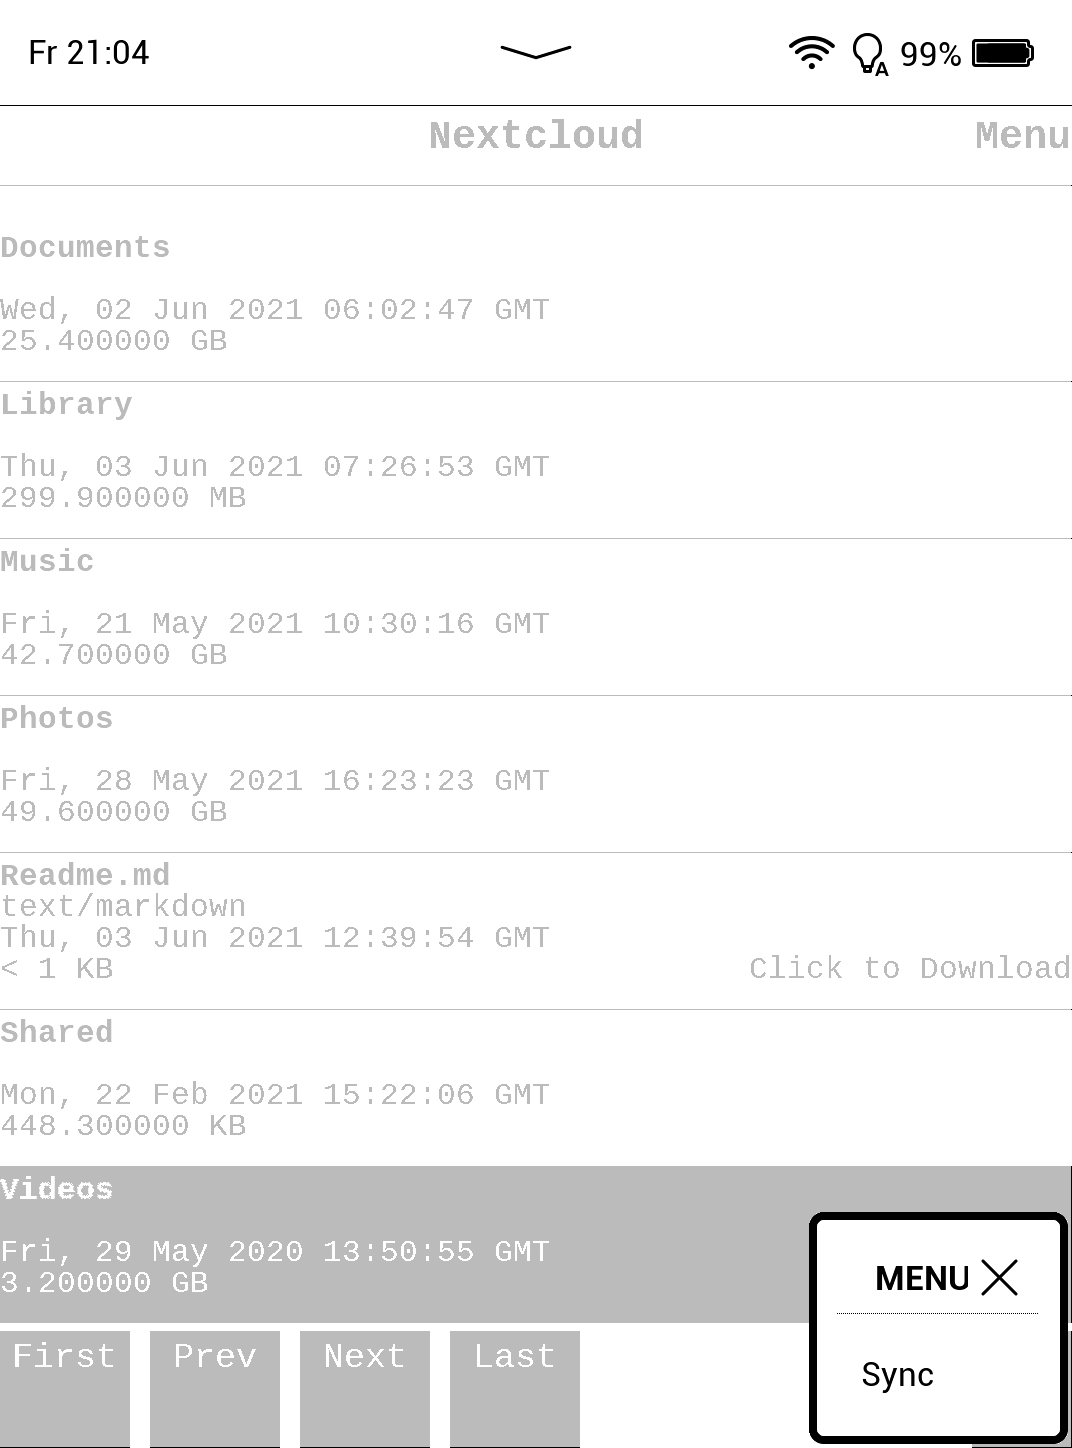 Fr 21:04
99%
Nextcloud
Menu
Documents
Wed, 02 Jun 2021 06:02:47 GMT
25.400000 GB
Library
Thu, 03 Jun 2021 07:26:53 GMT
299.900000 MB
Music
Fri, 21 May 2021 10:30:16 GMT
42.700000 GB
Photos
Fri, 28 May 2021 16:23:23 GMT
49.600000 GB
Readme.md
text/markdown
Thu, 03 Jun 2021 12:39:54 GMT
< 1 KB
Click to Download
Shared
Mon, 22 Feb 2021 15:22:06 GMT
448.300000 KB
Videos
Fri, 29 May 2020 13:50:55 GMT
3.200000 GB
MENU
Sync
First
Prev
Next
Last